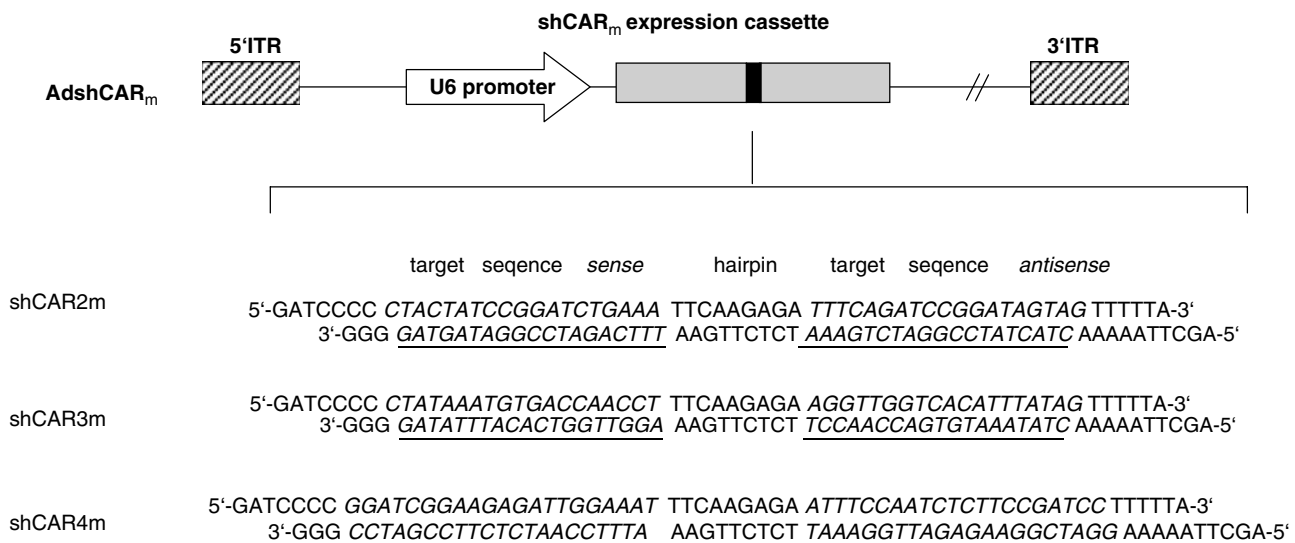 shCARm expression cassette
5‘ITR
3‘ITR
AdshCARm
U6 promoter
target seqence sense hairpin target seqence antisense
shCAR2m
5‘-GATCCCC CTACTATCCGGATCTGAAA TTCAAGAGA TTTCAGATCCGGATAGTAG TTTTTA-3‘
3‘-GGG GATGATAGGCCTAGACTTT AAGTTCTCT AAAGTCTAGGCCTATCATC AAAAATTCGA-5‘
shCAR3m
5‘-GATCCCC CTATAAATGTGACCAACCT TTCAAGAGA AGGTTGGTCACATTTATAG TTTTTA-3‘
3‘-GGG GATATTTACACTGGTTGGA AAGTTCTCT TCCAACCAGTGTAAATATC AAAAATTCGA-5‘
shCAR4m
5‘-GATCCCC GGATCGGAAGAGATTGGAAAT TTCAAGAGA ATTTCCAATCTCTTCCGATCC TTTTTA-3‘
3‘-GGG CCTAGCCTTCTCTAACCTTTA AAGTTCTCT TAAAGGTTAGAGAAGGCTAGG AAAAATTCGA-5‘